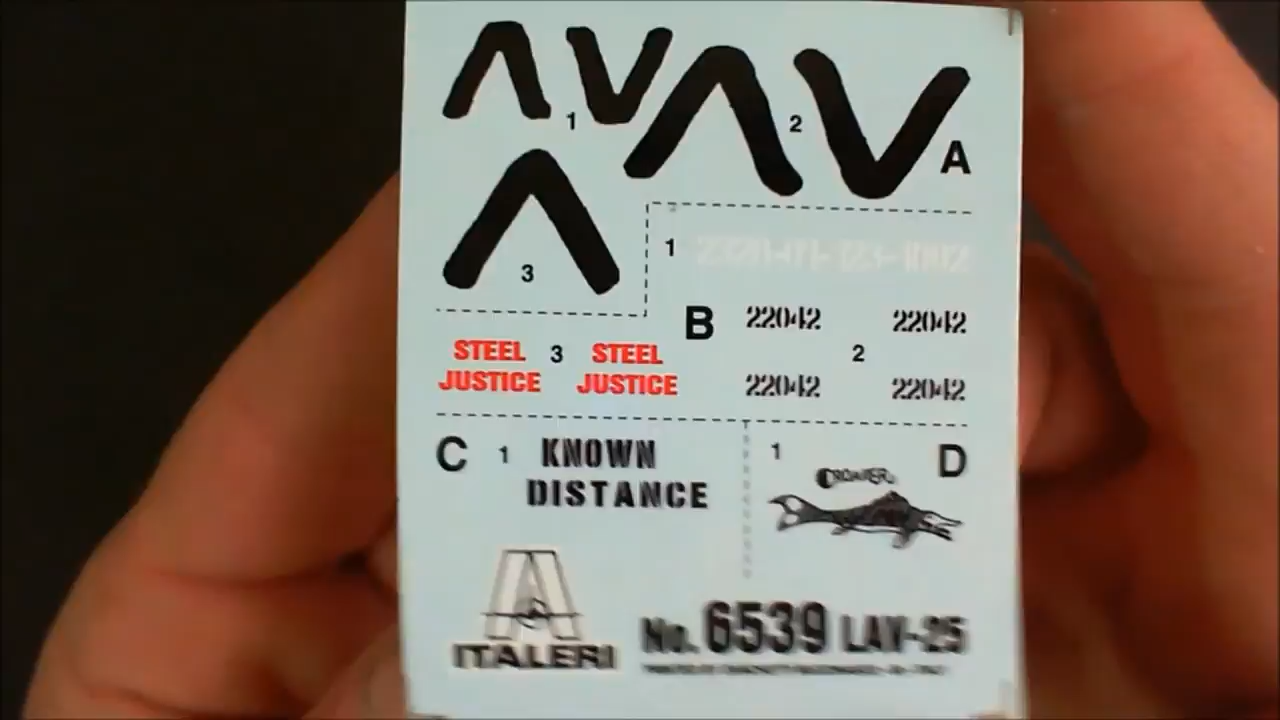 1
2
A
3
1
B
22042 22042
STEEL JUSTICE 3 STEEL JUSTICE
2
22042 22042
C 1 KNOWN
DISTANCE
1 D
ITALERI
No. 6539 LAV-25